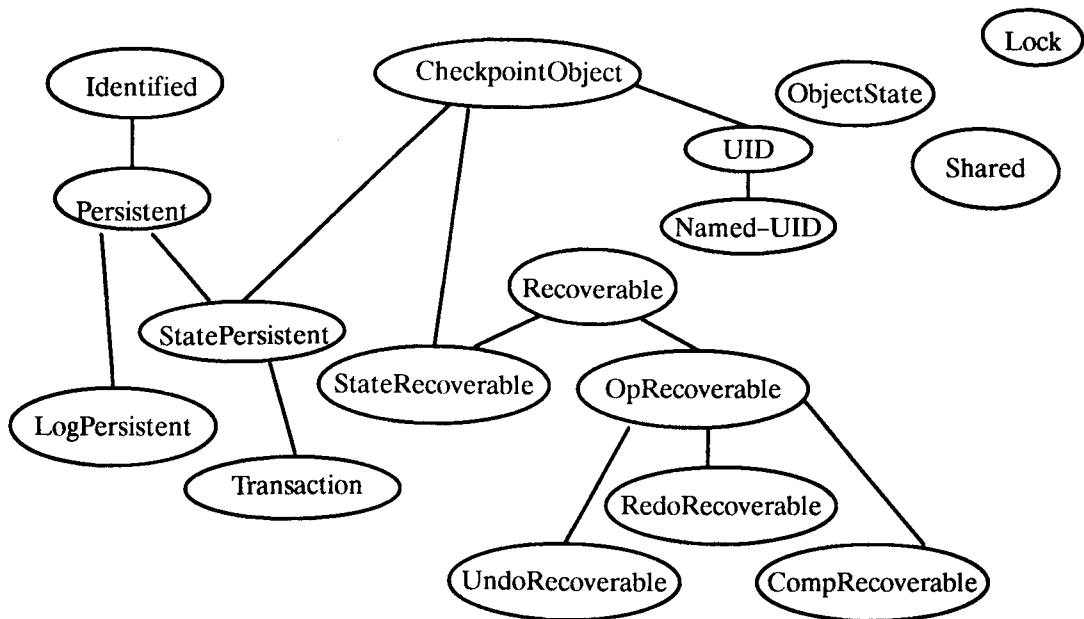 Lock
Identified
CheckpointObject
ObjectState
UID
Shared
Persistent
Named-UID
Recoverable
StatePersistent
StateRecoverable
OpRecoverable
LogPersistent
Transaction
RedoRecoverable
UndoRecoverable
CompRecoverable